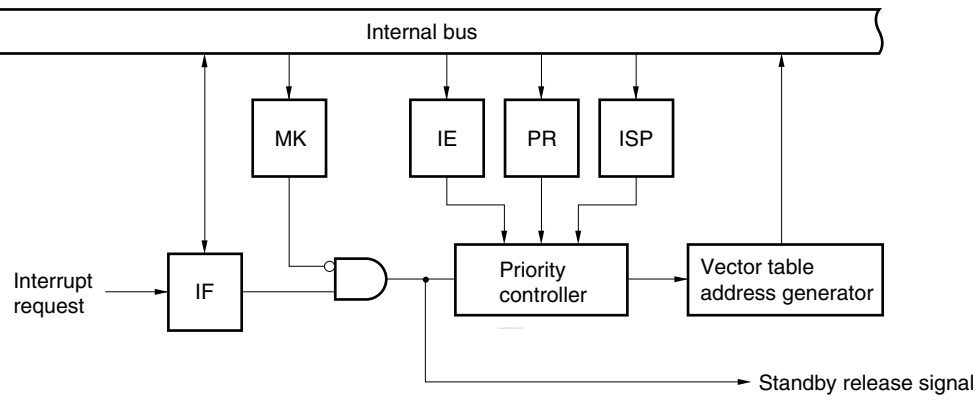 Internal bus
MK
IE
PR
ISP
Interrupt
request
IF
Priority
controller
Vector table
address generator
Standby release signal